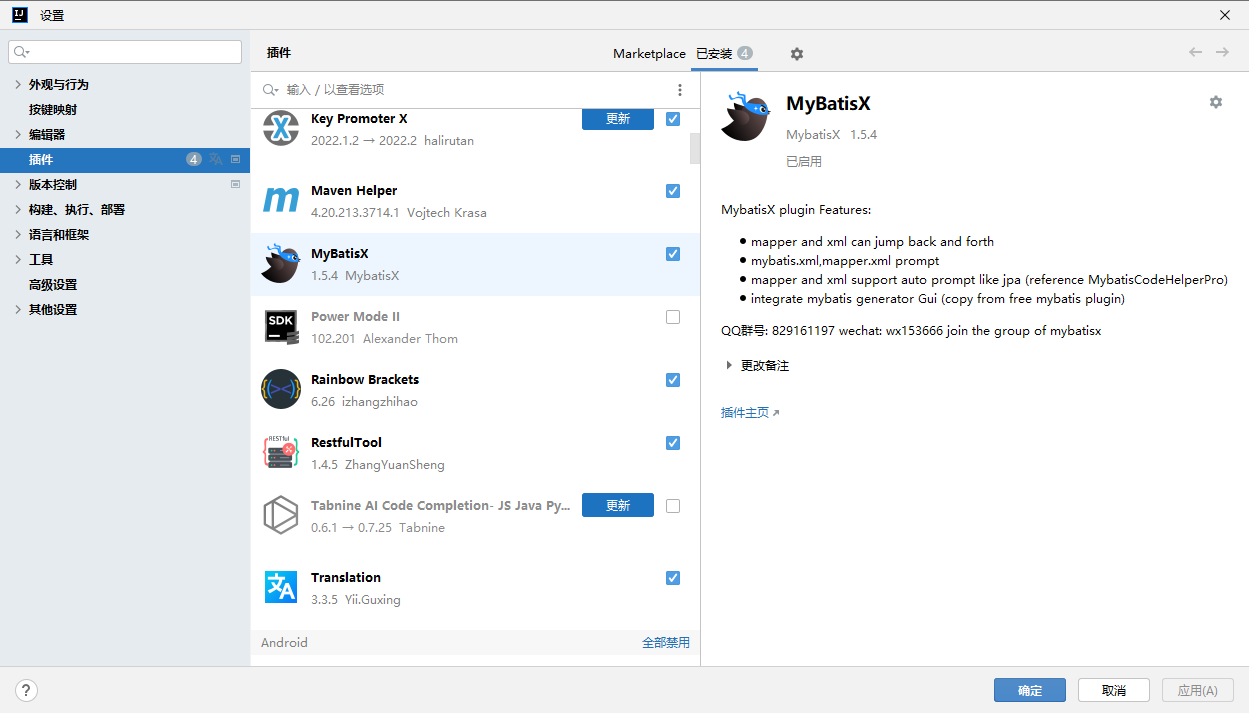 设置
插件
Marketplace 已安装 4
外观与行为
按键映射
编辑器
插件 4
版本控制
构建、执行、部署
语言和框架
工具
高级设置
其他设置
输入 / 以查看选项
Key Promoter X 更新
2022.1.2 → 2022.2 halirutan
Maven Helper
4.20.213.3714.1 Vojtech Krasa
MyBatisX
1.5.4 MybatisX
SDK
Power Mode II
102.201 Alexander Thom
Rainbow Brackets
6.26 izhangzhihao
RESTful
RestfulTool
1.4.5 ZhangYuanSheng
Tabnine AI Code Completion- JS Java Py... 更新
0.6.1 → 0.7.25 Tabnine
Translation
3.3.5 Yii.Guxing
Android 全部禁用
MyBatisX
MybatisX 1.5.4
已启用
MybatisX plugin Features:
● mapper and xml can jump back and forth
● mybatis.xml,mapper.xml prompt
● mapper and xml support auto prompt like jpa (reference MybatisCodeHelperPro)
● integrate mybatis generator Gui (copy from free mybatis plugin)
QQ群号: 829161197 wechat: wx153666 join the group of mybatisx
更改备注
插件主页↗
?
确定 取消 应用(A)